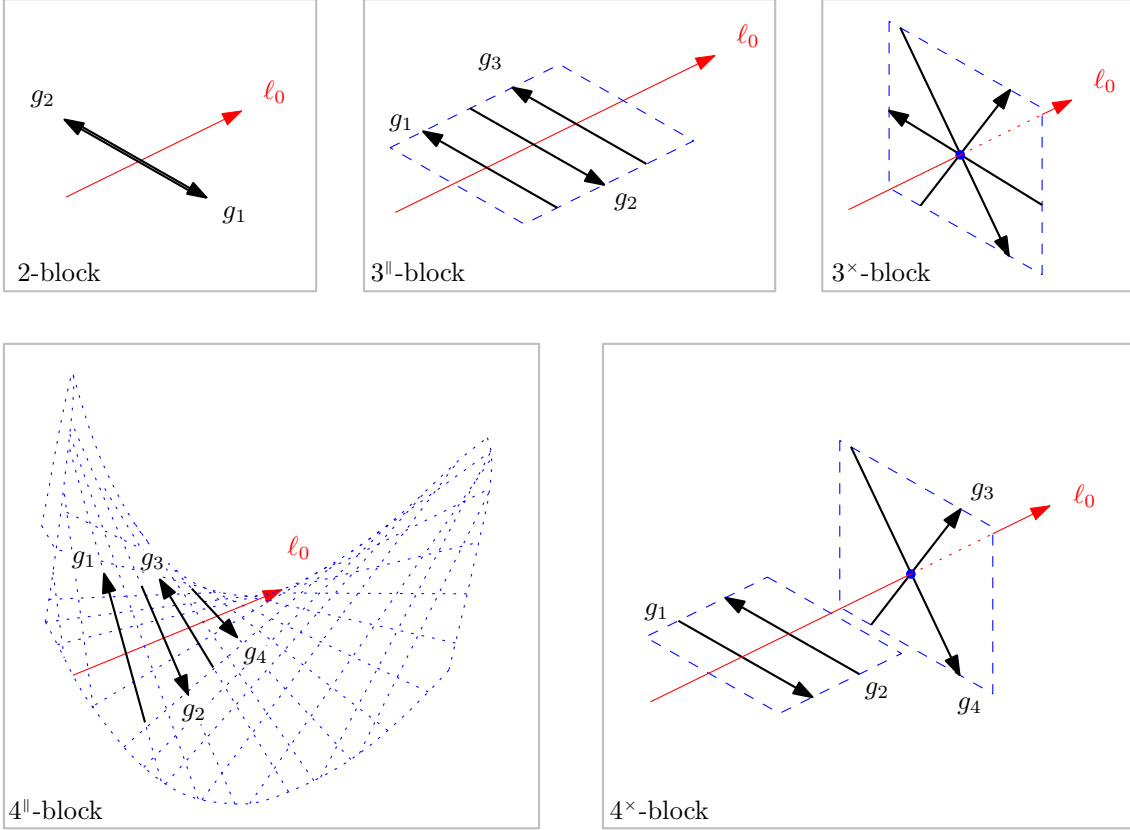 ℓ₀
g₂
g₁
2-block
ℓ₀
g₃
g₁
g₂
3∥-block
ℓ₀
3×-block
ℓ₀
g₁
g₃
g₄
g₂
4∥-block
ℓ₀
g₃
g₁
g₂
g₄
4×-block